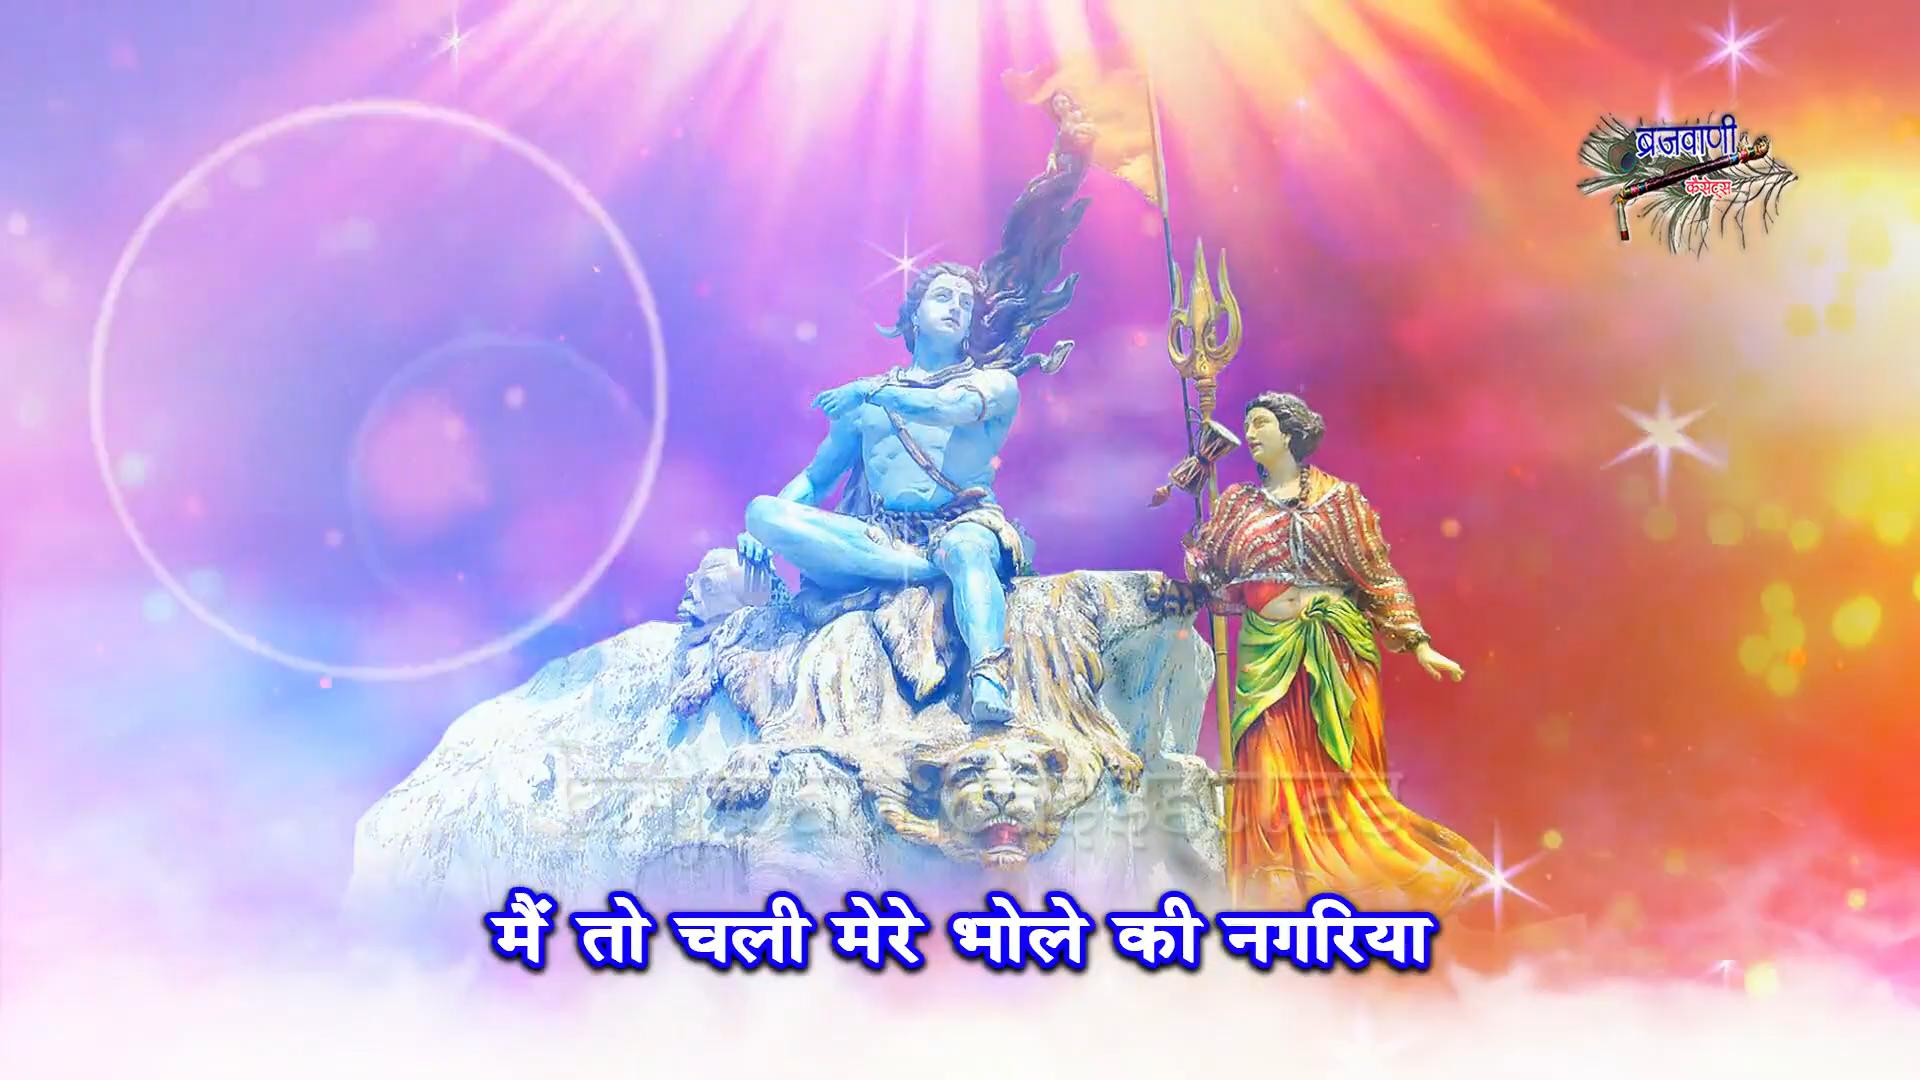 ब्रजवाणी
कैसेट्स
मैं तो चली मेरे भोले की नगरिया